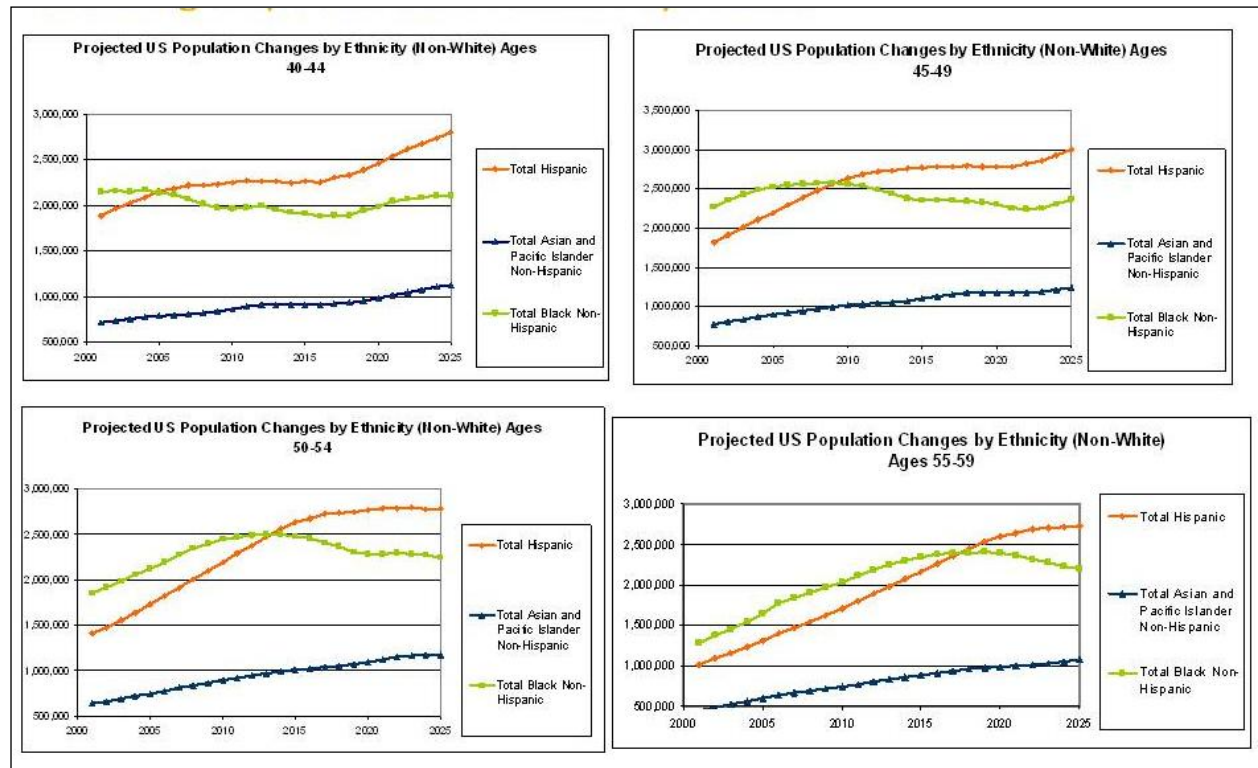 Projected US Population Changes by Ethnicity (Non-White) Ages
40-44
3,000,000
2,500,000
2,000,000
1,500,000
1,000,000
500,000
2000
2005
2010
2015
2020
2025
Total Hispanic
Total Asian and
Pacific Islander
Non-Hispanic
Total Black Non-
Hispanic
Projected US Population Changes by Ethnicity (Non-White) Ages
45-49
3,500,000
3,000,000
2,500,000
2,000,000
1,500,000
1,000,000
500,000
2000
2005
2010
2015
2020
2025
Total Hispanic
Total Asian and
Pacific Islander
Non-Hispanic
Total Black Non-
Hispanic
Projected US Population Changes by Ethnicity (Non-White) Ages
50-54
3,000,000
2,500,000
2,000,000
1,500,000
1,000,000
500,000
2000
2005
2010
2015
2020
2025
Total Hispanic
Total Asian and
Pacific Islander
Non-Hispanic
Total Black Non-
Hispanic
Projected US Population Changes by Ethnicity (Non-White)
Ages 55-59
3,000,000
2,500,000
2,000,000
1,500,000
1,000,000
500,000
2000
2005
2010
2015
2020
2025
Total Hispanic
Total Asian and
Pacific Islander
Non-Hispanic
Total Black Non-
Hispanic